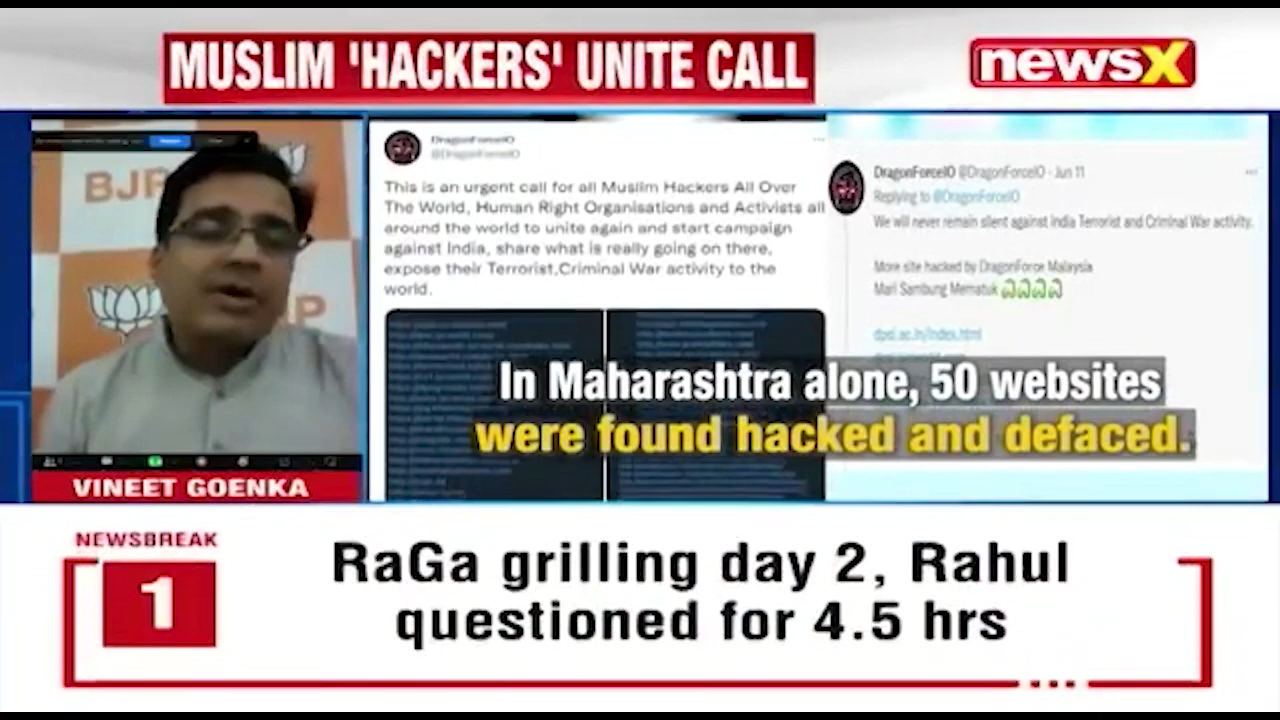 MUSLIM 'HACKERS' UNITE CALL
newsX
BJP
P
VINEET GOENKA
DragonForceIO
@DragonForceIO
This is an urgent call for all Muslim Hackers All Over
The World, Human Right Organisations and Activists all
around the world to unite again and start campaign
against India, share what is really going on there,
expose their Terrorist,Criminal War activity to the
world.
DragonForceIO @DragonForceIO · Jun 11
Replying to @DragonForceIO
We will never remain silent against India Terrorist and Criminal War activity.
More site hacked by DragonForce Malaysia
Mari Sambung Mematuk
dpsi.ac.in/index.html
In Maharashtra alone, 50 websites
were found hacked and defaced.
NEWSBREAK
1
RaGa grilling day 2, Rahul
questioned for 4.5 hrs